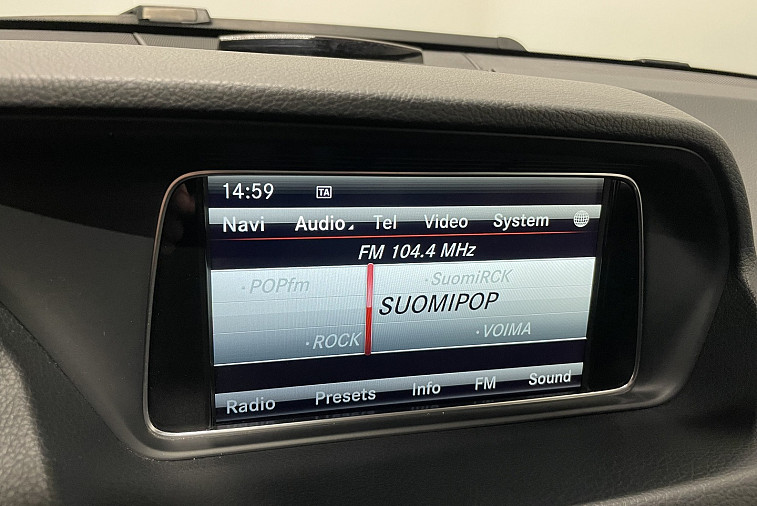 14:59 TA
Navi Audio Tel Video System
FM 104.4 MHz
·POPfm ·SuomiRCK
SUOMIPOP
·ROCK ·VOIMA
Radio Presets Info FM Sound